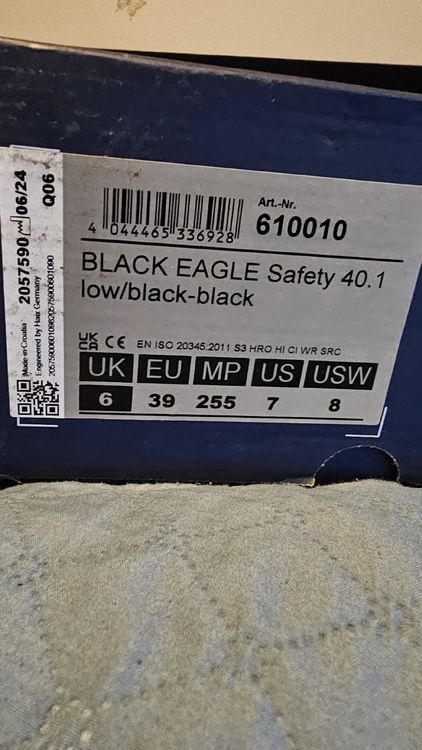 Art.-Nr.
4 044465 336928
610010
BLACK EAGLE Safety 40.1
low/black-black
UK CA CE EN ISO 20345:2011 S3 HRO HI CI WR SRC
UK EU MP US USW
6 39 255 7 8
2057590 06/24
Q06
Made-in-Croatia
Engineered by Haix Germany